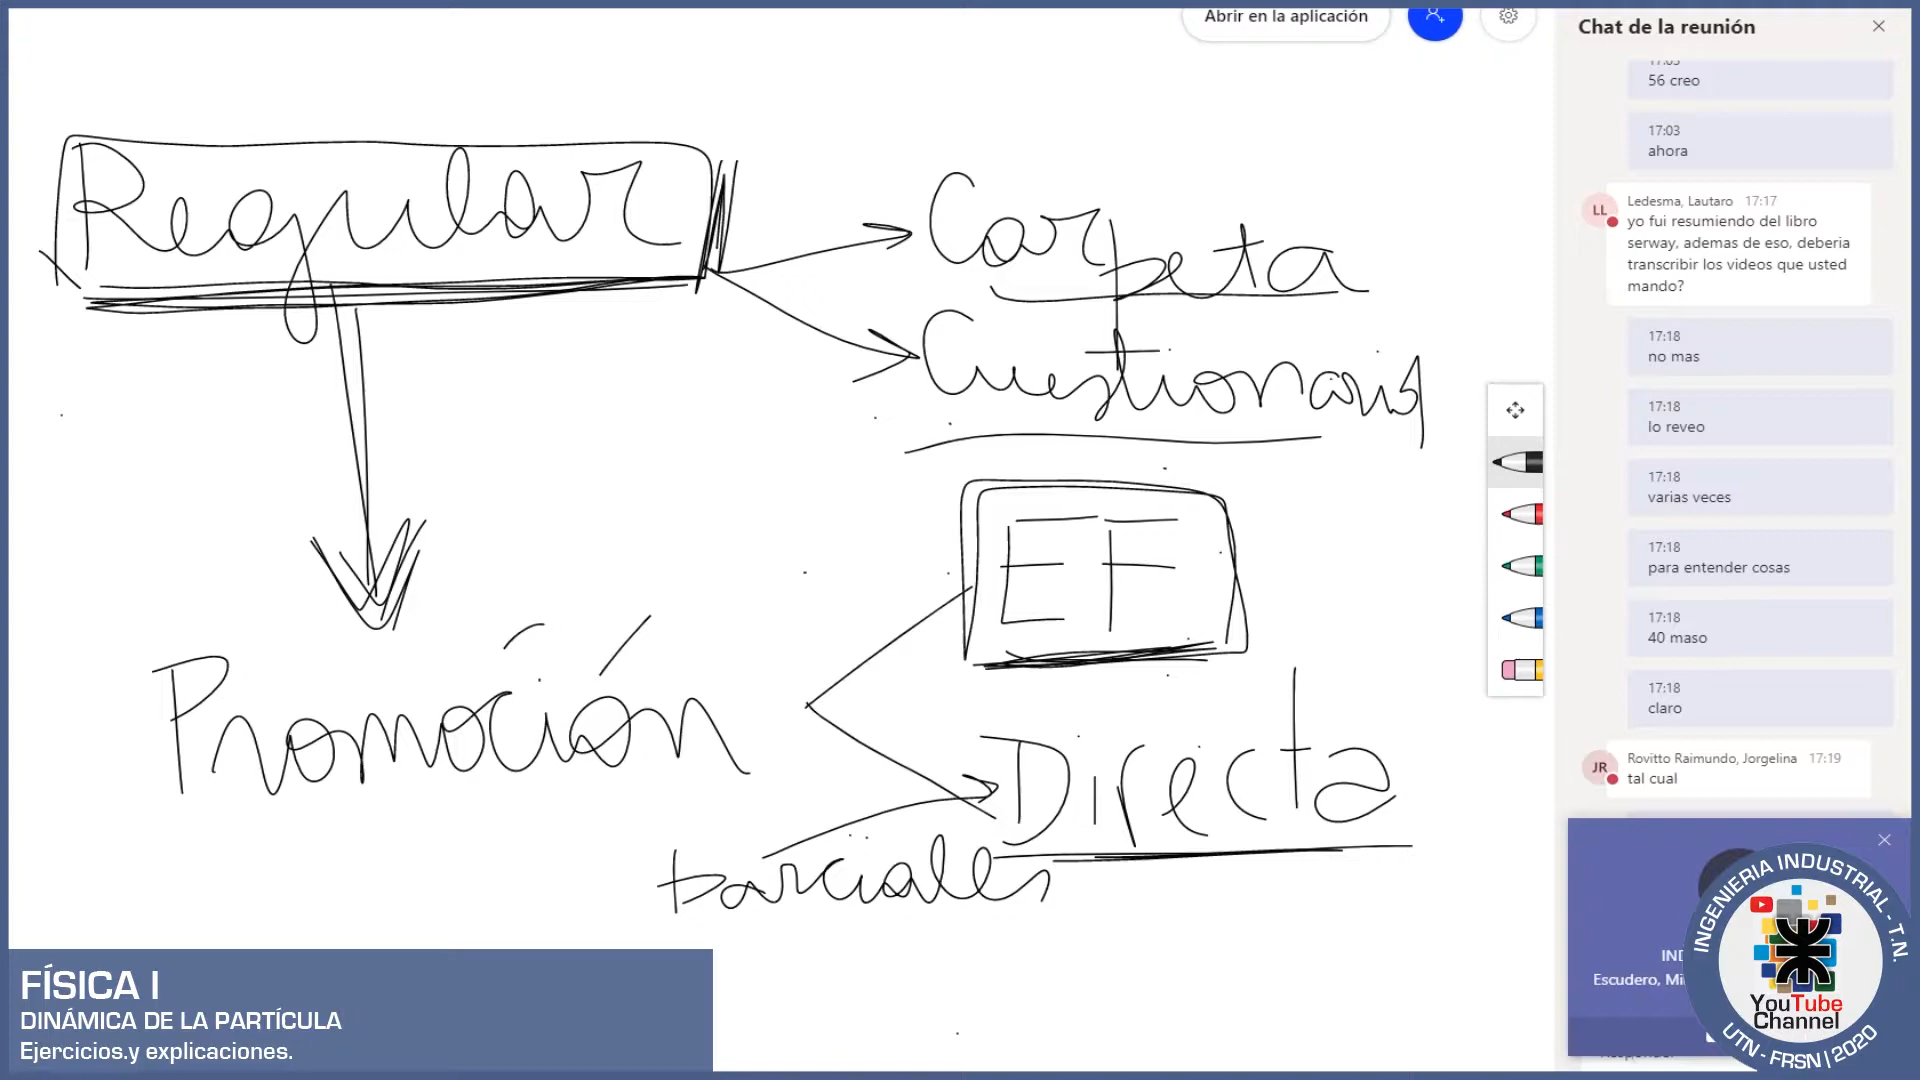 Abrir en la aplicación
Regular
Carpeta
Cuestionario
EF
Promoción
Directa
parciales
FÍSICA I
DINÁMICA DE LA PARTÍCULA
Ejercicios.y explicaciones.
Chat de la reunión
17:03
56 creo
17:03
ahora
LL
Ledesma, Lautaro 17:17
yo fui resumiendo del libro
serway, ademas de eso, deberia
transcribir los videos que usted
mando?
17:18
no mas
17:18
lo reveo
17:18
varias veces
17:18
para entender cosas
17:18
40 maso
17:18
claro
JR
Rovitto Raimundo, Jorgelina 17:19
tal cual
Escudero,
INGENIERIA INDUSTRIAL - T.N.
YouTube
Channel
UTN - FRSN | 2020